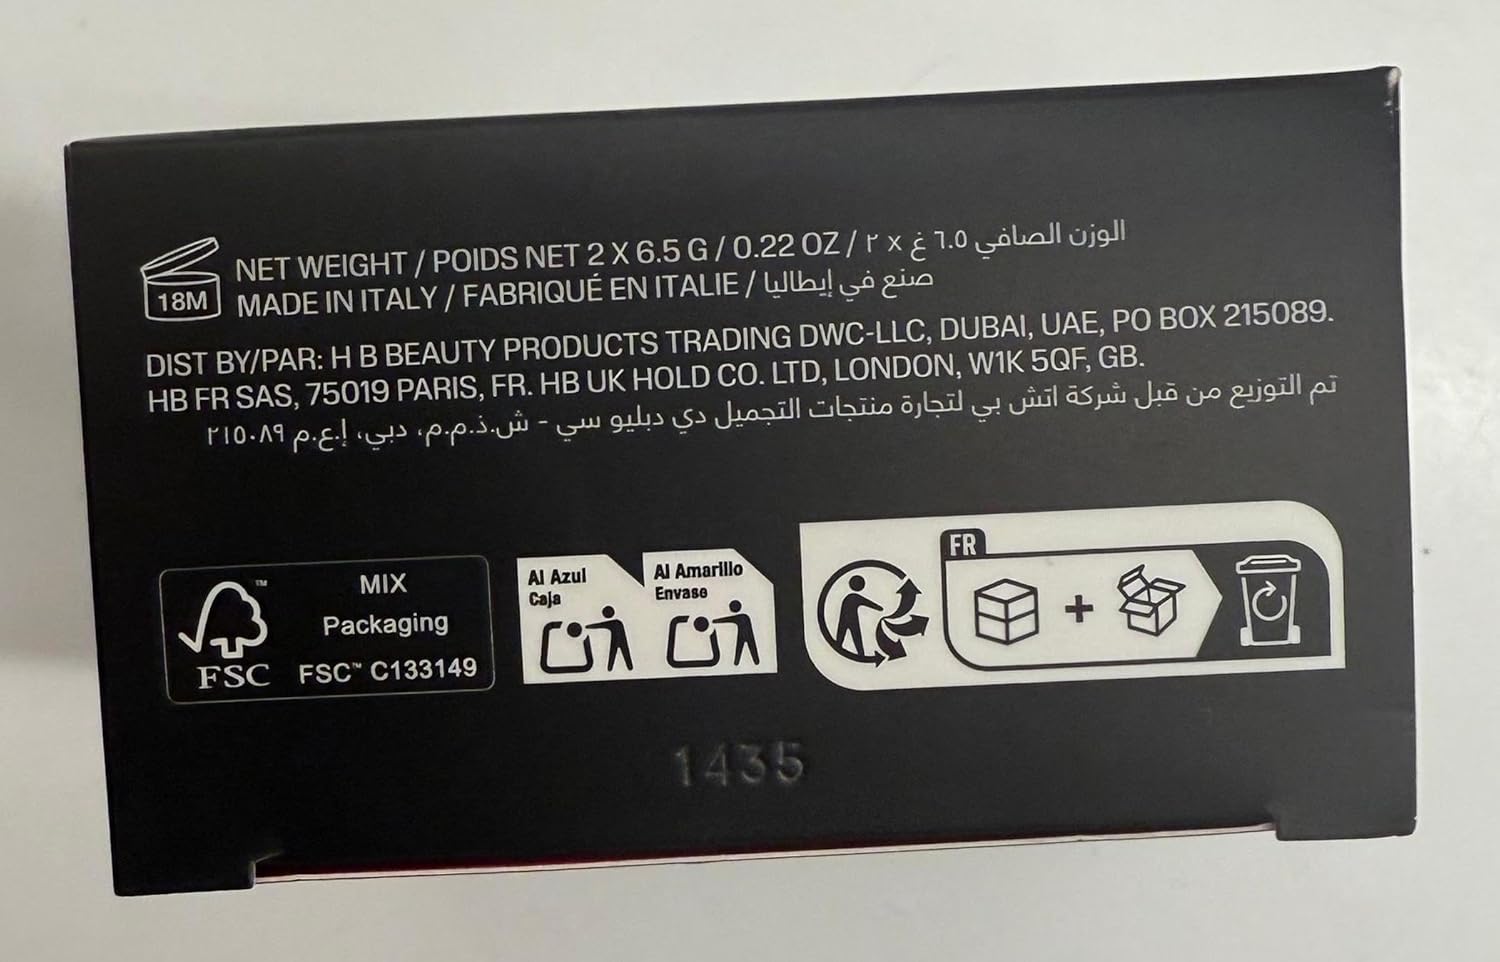 18M
NET WEIGHT / POIDS NET 2 X 6.5 G / 0.22 OZ / الوزن الصافي ٦.٥ غ x ٢
MADE IN ITALY / FABRIQUÉ EN ITALIE / صنع في إيطاليا
DIST BY/PAR: H B BEAUTY PRODUCTS TRADING DWC-LLC, DUBAI, UAE, PO BOX 215089.
HB FR SAS, 75019 PARIS, FR. HB UK HOLD CO. LTD, LONDON, W1K 5QF, GB.
تم التوزيع من قبل شركة اتش بي لتجارة منتجات التجميل دي دبليو سي - ش.ذ.م.م، دبي، إ.ع.م ٢١٥٠٨٩
FSC
MIX
Packaging
FSC™ C133149
Al Azul
Caja
Al Amarillo
Envase
FR
1435